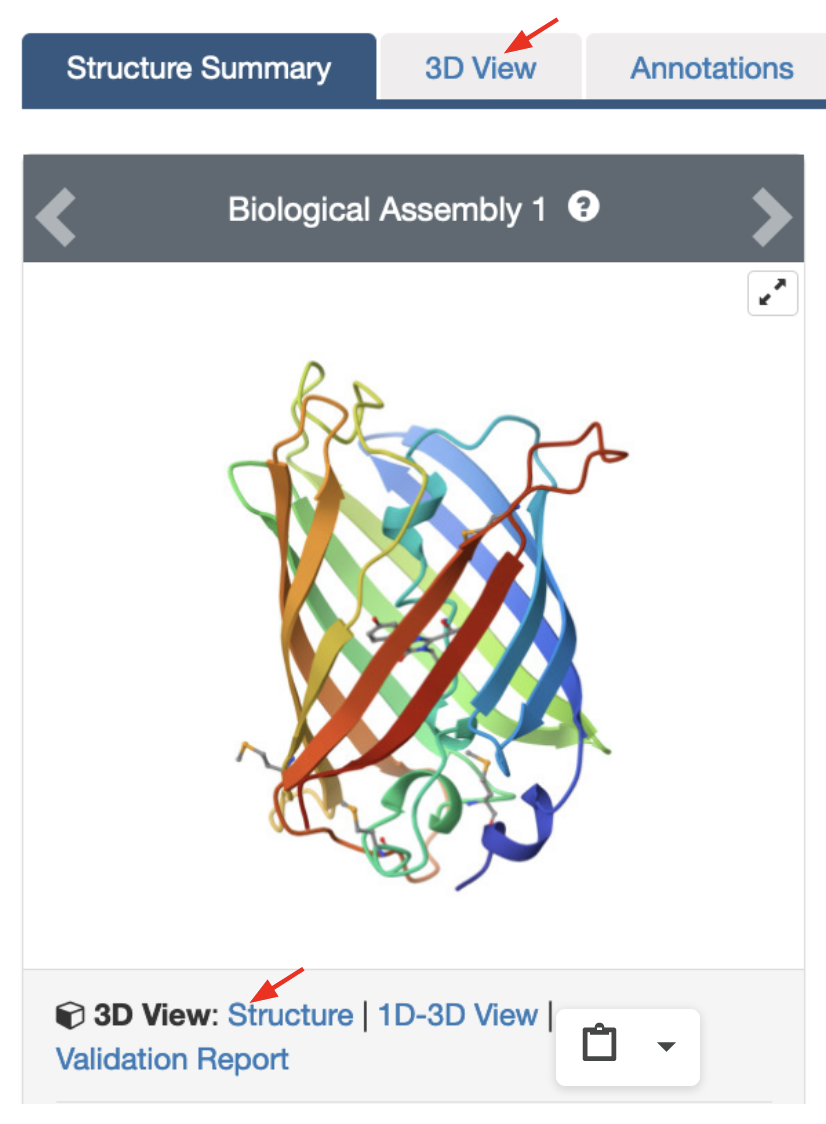 Structure Summary 3D View Annotations
Biological Assembly 1 ?
3D View: Structure | 1D-3D View |
Validation Report